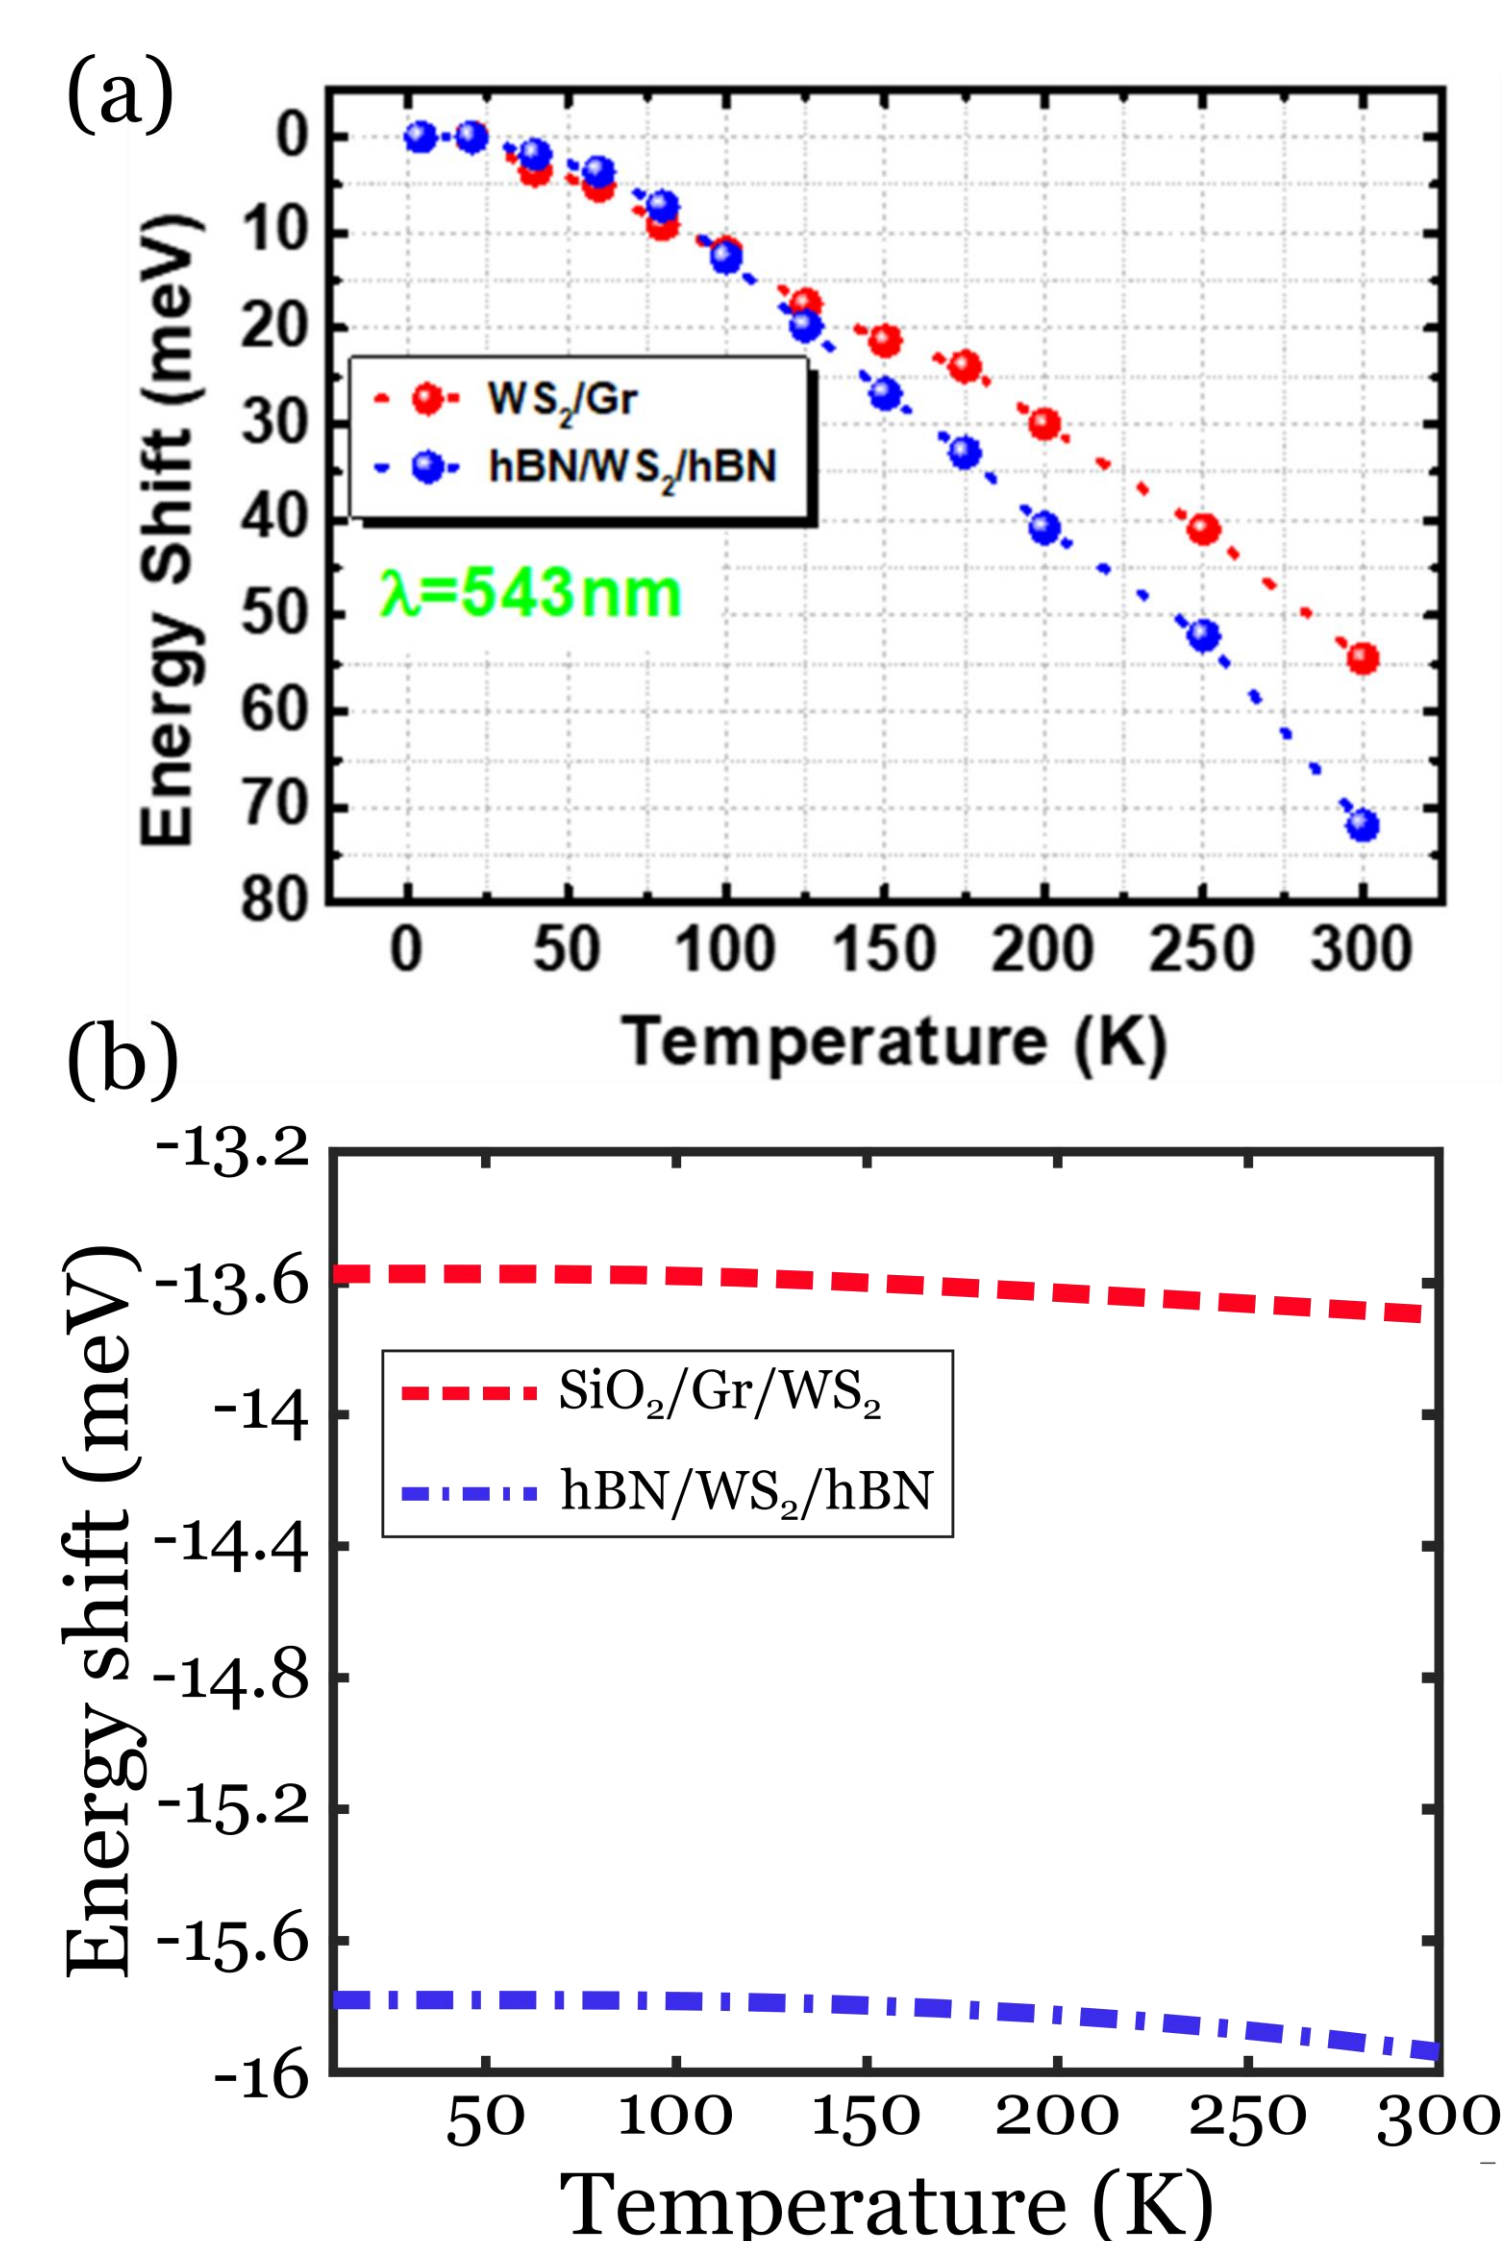 (a)
Energy Shift (meV)
0
10
20
30
40
50
60
70
80
WS₂/Gr
hBN/WS₂/hBN
λ=543nm
0 50 100 150 200 250 300
Temperature (K)
(b)
Energy shift (meV)
-13.2
-13.6
-14
-14.4
-14.8
-15.2
-15.6
-16
SiO₂/Gr/WS₂
hBN/WS₂/hBN
50 100 150 200 250 300
Temperature (K)